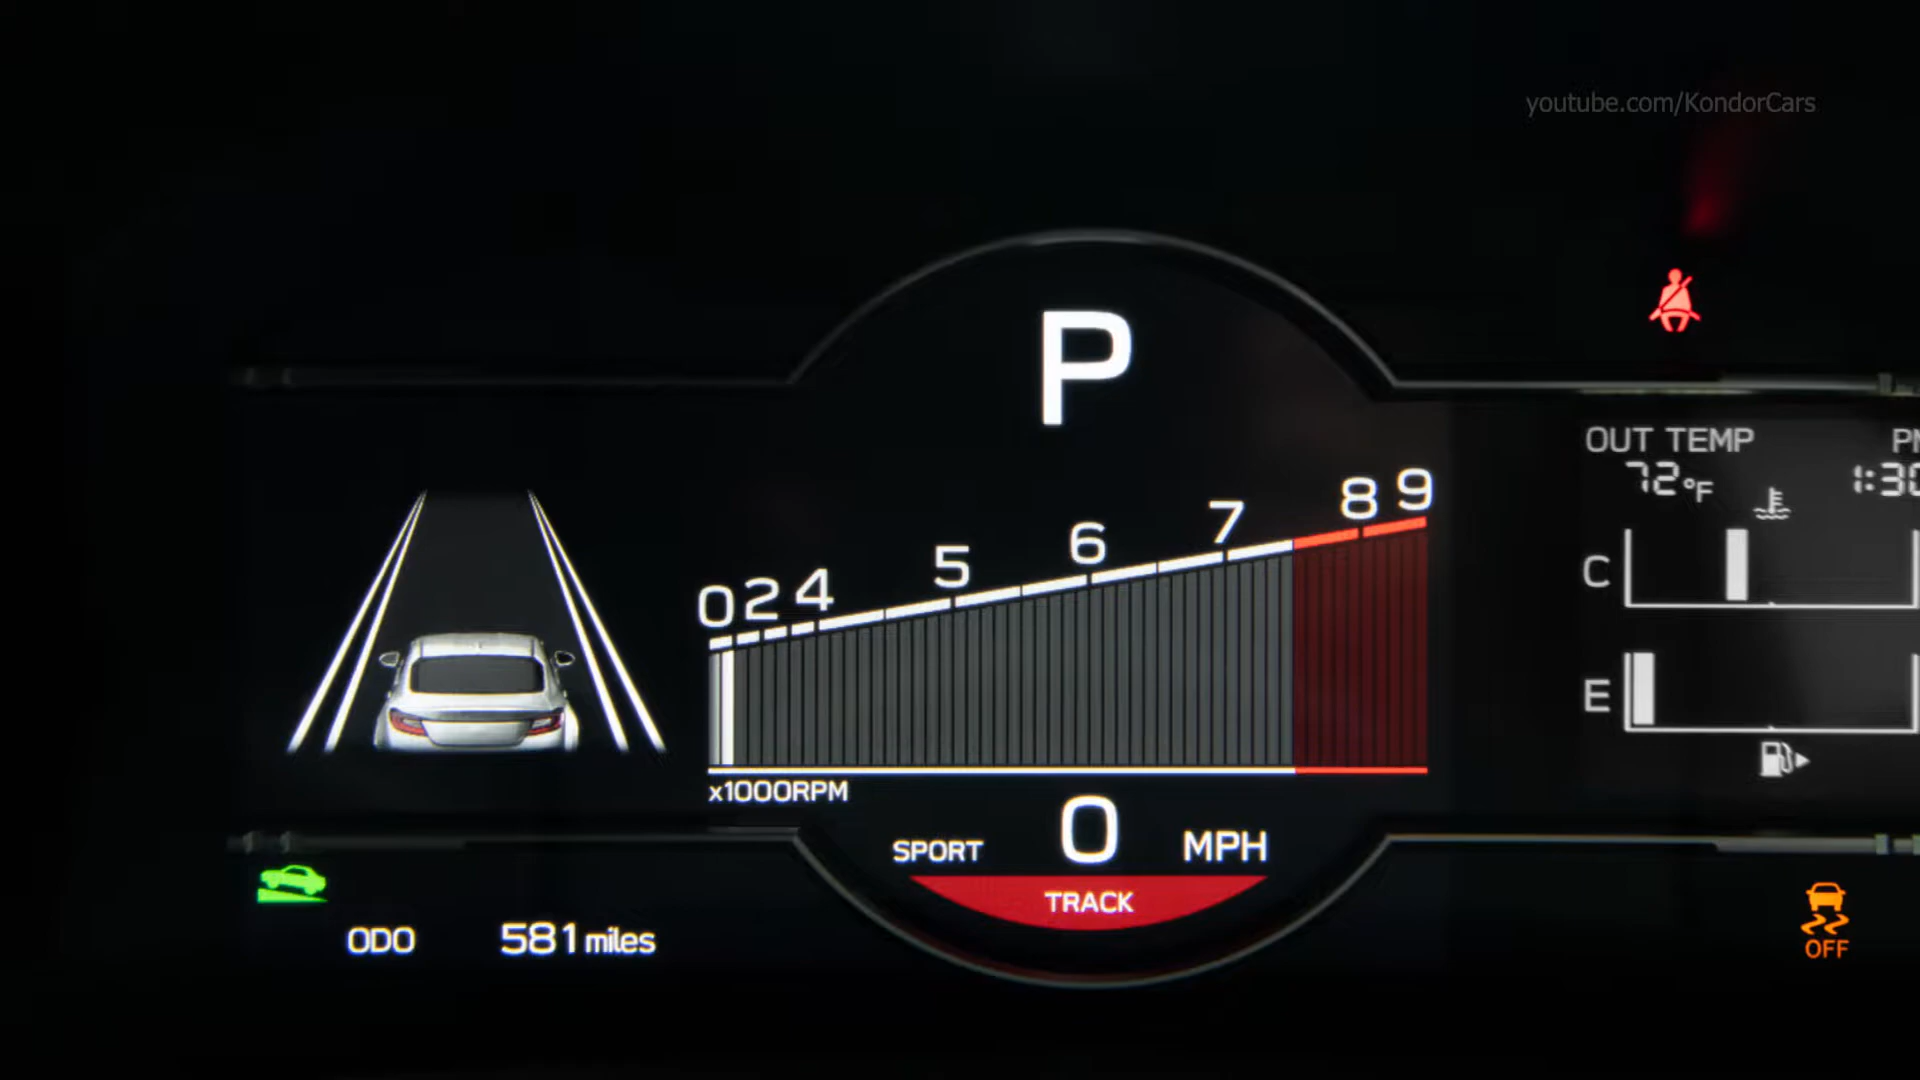 youtube.com/KondorCars
P
OUT TEMP
72°F
0 2 4 5 6 7 8 9
C
E
x1000RPM
SPORT 0 MPH
TRACK
ODO 581 miles
OFF